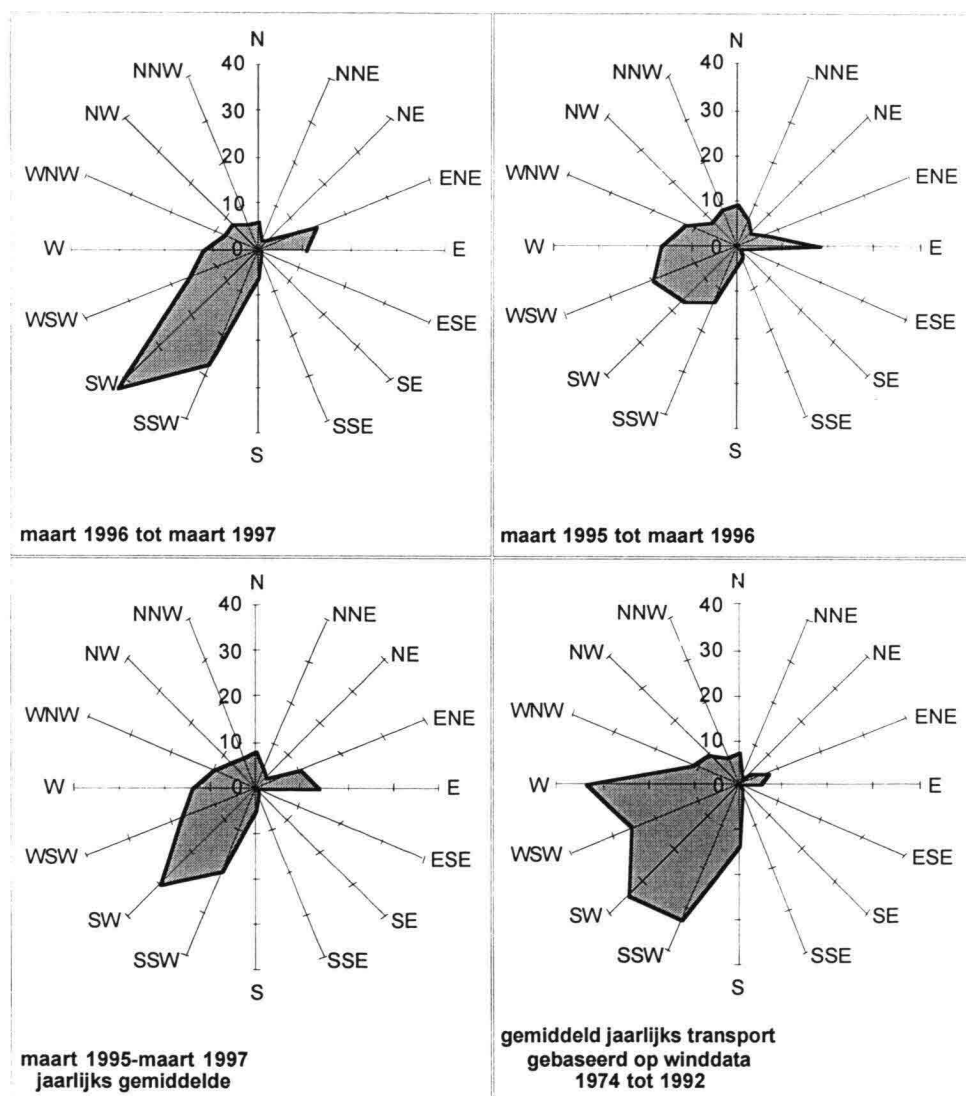 N
40
30
20
10
0
NNW
NNE
NW
NE
WNW
ENE
W
E
WSW
ESE
SW
SE
SSW
SSE
S
maart 1996 tot maart 1997
N
40
30
20
10
0
NNW
NNE
NW
NE
WNW
ENE
W
E
WSW
ESE
SW
SE
SSW
SSE
S
maart 1995 tot maart 1996
N
40
30
20
10
0
NNW
NNE
NW
NE
WNW
ENE
W
E
WSW
ESE
SW
SE
SSW
SSE
S
maart 1995-maart 1997
jaarlijks gemiddelde
N
40
30
20
10
0
NNW
NNE
NW
NE
WNW
ENE
W
E
WSW
ESE
SW
SE
SSW
SSE
S
gemiddeld jaarlijks transport
gebaseerd op winddata
1974 tot 1992